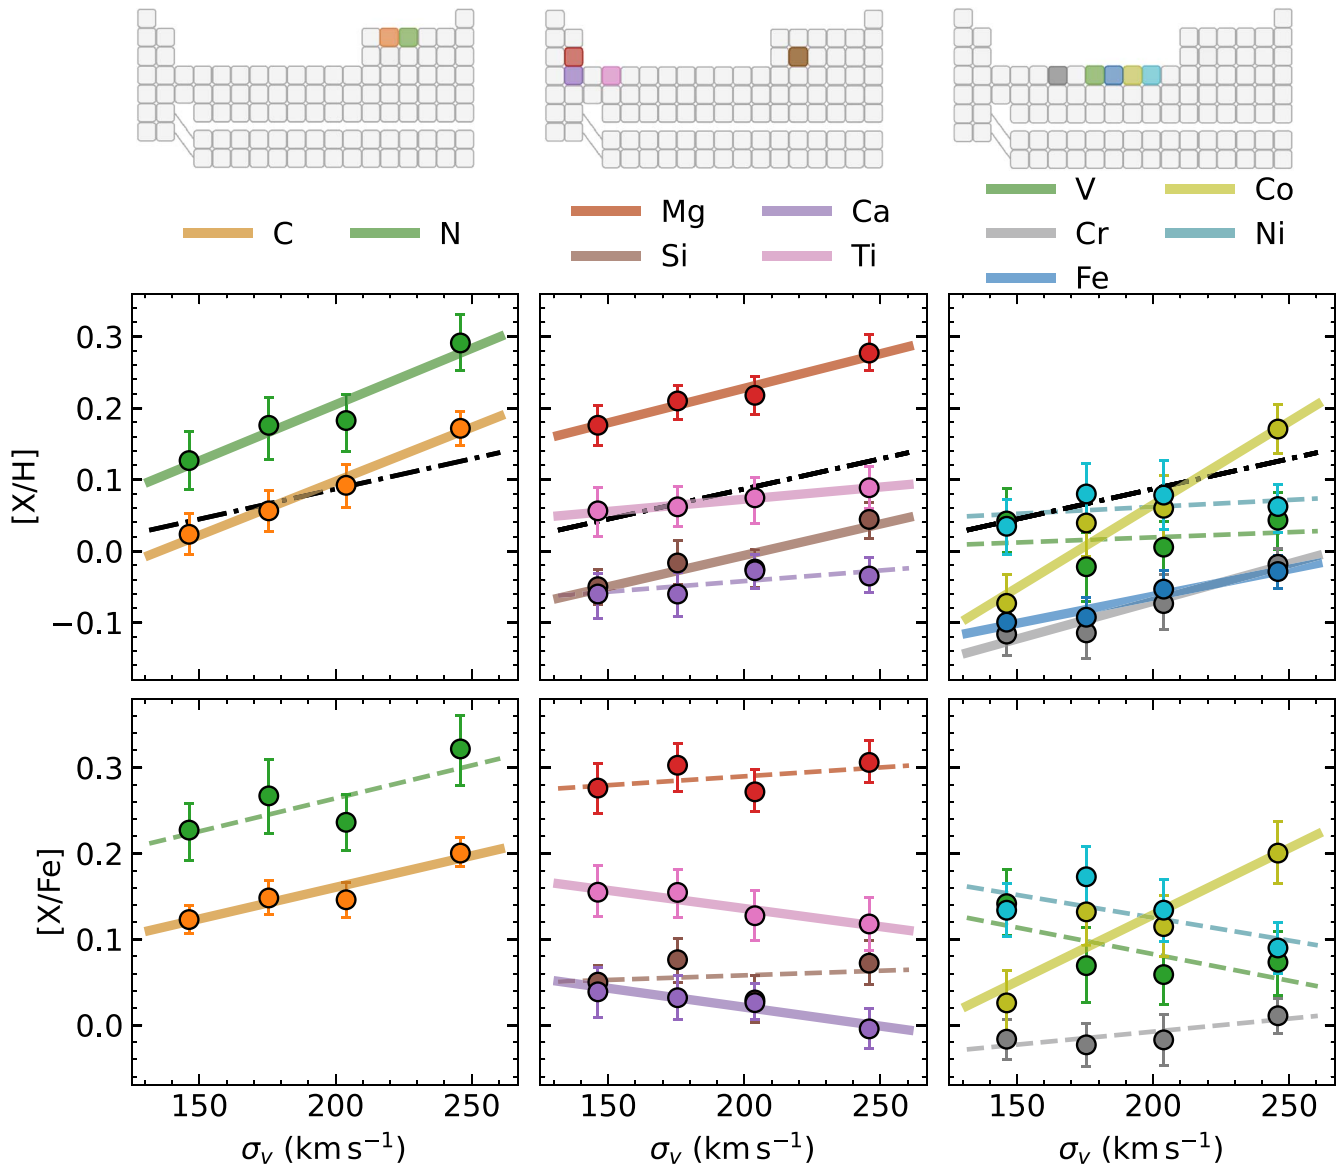 C N
Mg Ca
Si Ti
V Co
Cr Ni
Fe
[X/H]
0.3
0.2
0.1
0.0
−0.1
[X/Fe]
0.3
0.2
0.1
0.0
150 200 250 150 200 250 150 200 250
σᵥ (km s⁻¹) σᵥ (km s⁻¹) σᵥ (km s⁻¹)